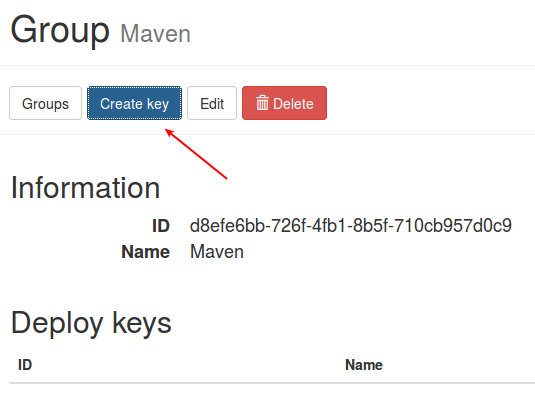 Group Maven
Groups Create key Edit Delete
Information
ID d8efe6bb-726f-4fb1-8b5f-710cb957d0c9
Name Maven
Deploy keys
ID Name